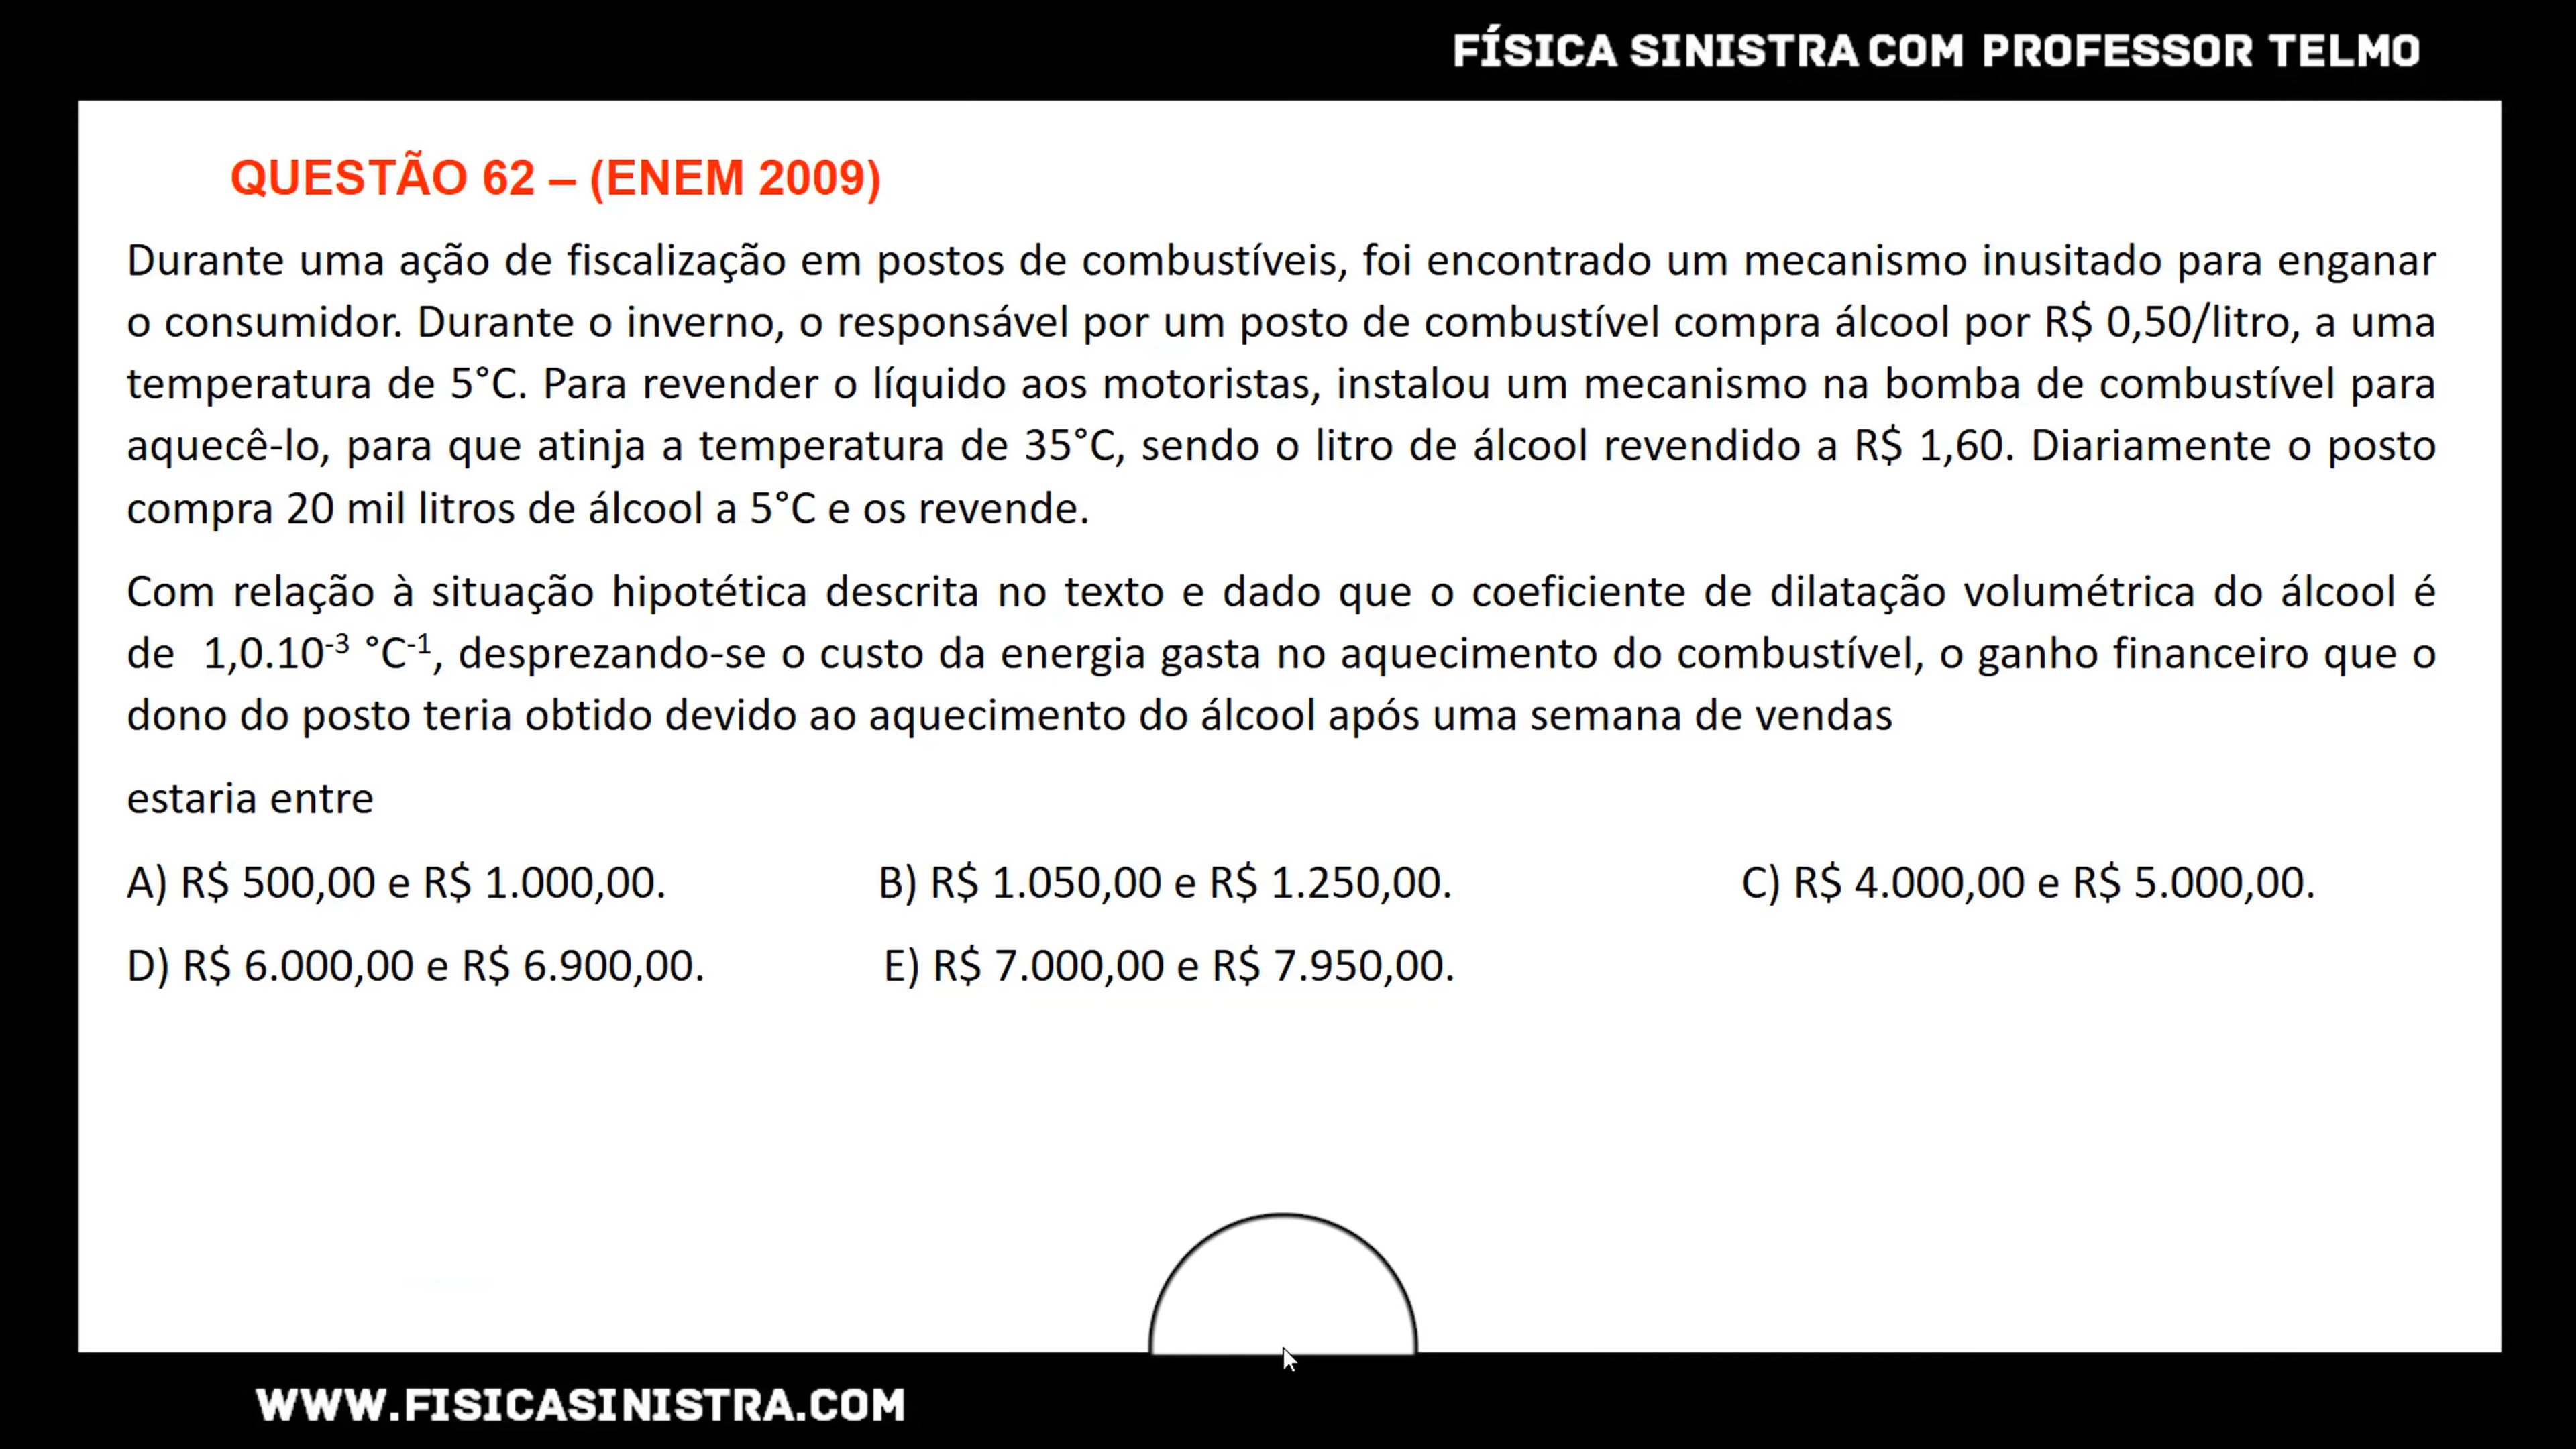 FÍSICA SINISTRA COM PROFESSOR TELMO
QUESTÃO 62 – (ENEM 2009)
Durante uma ação de fiscalização em postos de combustíveis, foi encontrado um mecanismo inusitado para enganar
o consumidor. Durante o inverno, o responsável por um posto de combustível compra álcool por R$ 0,50/litro, a uma
temperatura de 5°C. Para revender o líquido aos motoristas, instalou um mecanismo na bomba de combustível para
aquecê-lo, para que atinja a temperatura de 35°C, sendo o litro de álcool revendido a R$ 1,60. Diariamente o posto
compra 20 mil litros de álcool a 5°C e os revende.
Com relação à situação hipotética descrita no texto e dado que o coeficiente de dilatação volumétrica do álcool é
de 1,0.10⁻³ °C⁻¹, desprezando-se o custo da energia gasta no aquecimento do combustível, o ganho financeiro que o
dono do posto teria obtido devido ao aquecimento do álcool após uma semana de vendas
estaria entre
A) R$ 500,00 e R$ 1.000,00. B) R$ 1.050,00 e R$ 1.250,00. C) R$ 4.000,00 e R$ 5.000,00.
D) R$ 6.000,00 e R$ 6.900,00. E) R$ 7.000,00 e R$ 7.950,00.
WWW.FISICASINISTRA.COM